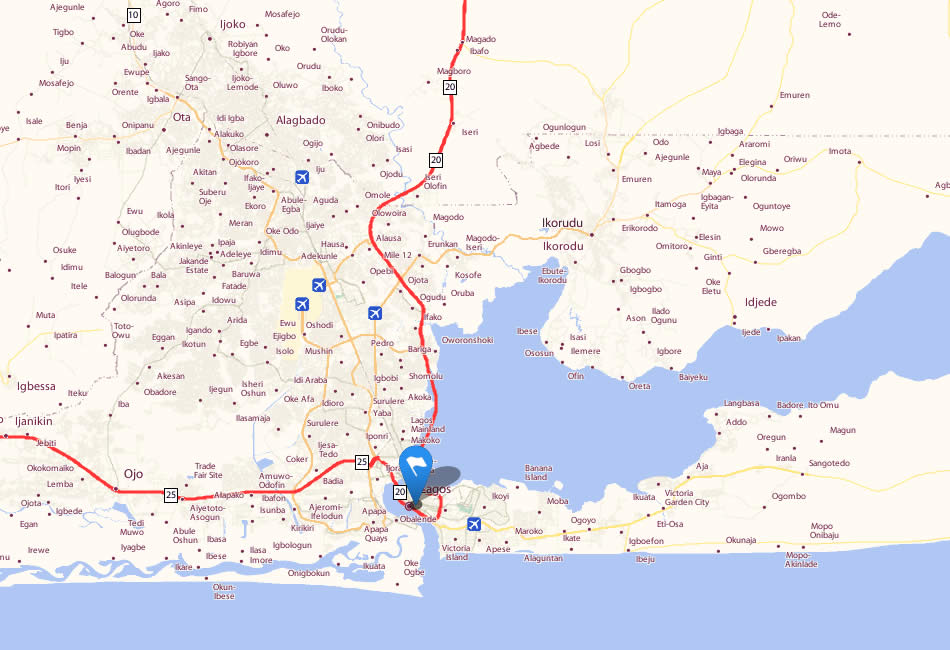 Ajegunle
Agoro
Fimo
Mosafejo
10
Ijoko
Ode-
Lemo
Tigbo
Oke
Abudu
Orudu-
Olokan
Magado
Ibafo
Iju
Ijako
Robiyan
Igbore
Oko
Mosafejo
Ewupe
Sango-
Ota
Ijoko-
Lemode
Orudu
Magboro
Orente
Igbala
Oluwo
Iboko
20
Emuren
Isale
Benja
Onipanu
Ota
Idi Igba
Alagbado
Onibudo
Iseri
Ogunlogun
Igbaga
Mopin
Ibadan
Ajegunle
Alakuko
Olasore
Ogijo
Olori
Isasi
Agbede
Losi
Odo
Araromi
Imota
Iyesi
Ojokoro
Iju
20
Ajegunle
Elegina
Oriwu
Itori
Akitan
Ifako-
Ijaye
Ojodu
Iseri
Olofin
Emuren
Maya
Olorunda
Agb
Suberu
Oje
Ekoro
Abule-
Egba
Aguda
Omole
Itamoga
Igbagan-
Eyita
Oguntoye
Ewu
Ikola
Meran
Ijaiye
Olowoira
Magodo
Ikorudu
Erikorodo
Mowo
Olugbode
Oke Odo
Alausa
Elesin
Osuke
Aiyetoro
Akinleye
Ipaja
Adeleye
Idimu
Hausa
Adekunle
Mile 12
Erunkan
Magodo-
Iseri
Ikorodu
Omitoro
Ginti
Gberegba
Idimu
Jakande
Estate
Baruwa
Opebi
Kosofe
Ebute-
Ikorodu
Gbogbo
Itele
Balogun
Bala
Fatade
Ojota
Oruba
Igbogbo
Oke
Eletu
Olorunda
Asipa
Idowu
Ogudu
Idjede
Muta
Toto-
Owu
Igando
Arida
Ewu
Oshodi
Ifako
Ibese
Ason
Ilado
Ogunu
Ijede
Ipatira
Eggan
Ikotun
Egbe
Ejigbo
Isolo
Mushin
Pedro
Bariga
Oworonshoki
Isasi
Ilemere
Igbore
Ipakan
Ososun
Igbessa
Akesan
Isheri
Oshun
Idi Araba
Igbobi
Shomolu
Ofin
Oreta
Baiyeku
Iteku
Obadore
Ijegun
Oke Afa
Idioro
Surulere
Akoka
Iba
Langbasa
Badore
Ito Omu
Ijanikin
Ilasamaja
Surulere
Yaba
Lagos
Mainland
Addo
Jebiti
Iponri
Makoko
Oregun
Magun
Ijesa-
Tedo
Okokomaiko
Ojo
Trade
Fair Site
Coker
25
Banana
Island
Aja
Iranla
Sangotedo
Lemba
Amuwo-
Odofin
Badia
25
Alapako
Ibafon
20
Ikoyi
Moba
Ikuata
Victoria
Garden City
Ogombo
Ojota
Igbede
Aiyetoro-
Asogun
Isunba
Ajeromi-
Ifelodun
Apapa
Obalende
Egan
Tedi
Muwo
Abule
Oshun
Ibasa
Kirikiri
Apapa
Quays
Maroko
Ogoyo
Eti-Osa
Mopo
Onibaju
Irewe
Iyagbe
Ibese
Ilasa
Imore
Igbologun
Victoria
Island
Apese
Ikate
Igboefon
Okunaja
Ikare
Onigbokun
Ikuata
Oke
Ogbe
Alaguntan
Ibeju
Mopo-
Akinlade
Okun-
Ibese